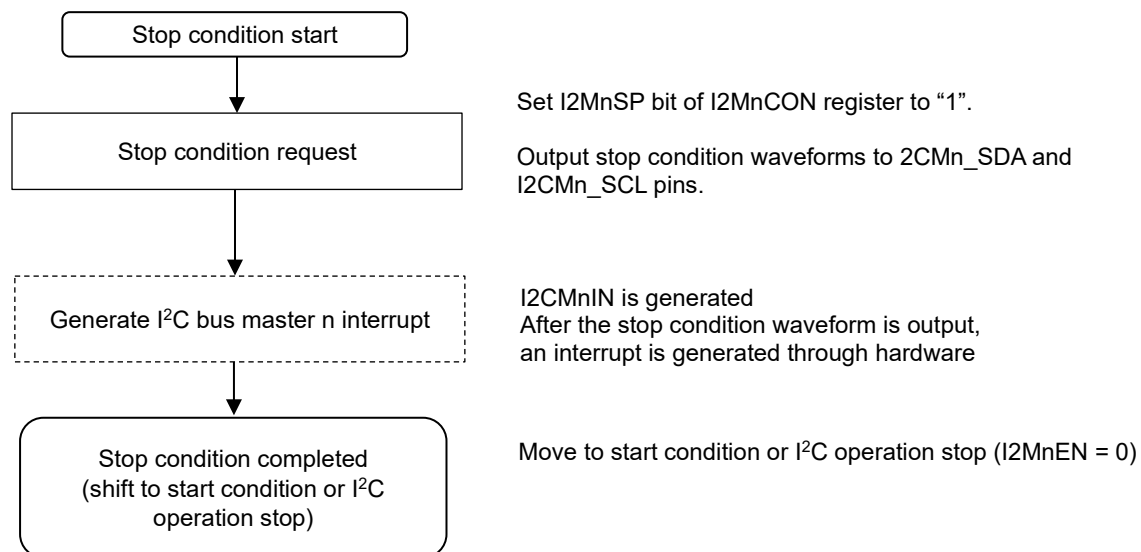 Stop condition start
Set I2MnSP bit of I2MnCON register to “1”.
Stop condition request
Output stop condition waveforms to 2CMn_SDA and
I2CMn_SCL pins.
Generate I²C bus master n interrupt
I2CMnIN is generated
After the stop condition waveform is output,
an interrupt is generated through hardware
Stop condition completed
(shift to start condition or I²C
operation stop)
Move to start condition or I²C operation stop (I2MnEN = 0)